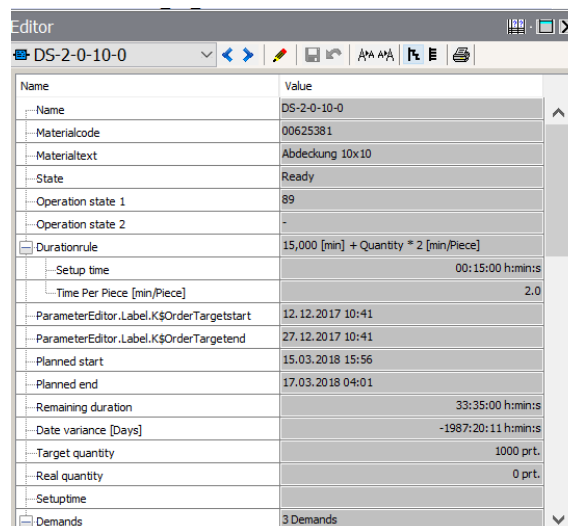 Editor
DS-2-0-10-0
Name Value
Name DS-2-0-10-0
Materialcode 00625381
Materialtext Abdeckung 10x10
State Ready
Operation state 1 89
Operation state 2 -
Durationrule 15,000 [min] + Quantity * 2 [min/Piece]
Setup time 00:15:00 h:min:s
Time Per Piece [min/Piece] 2.0
ParameterEditor.Label.K$OrderTargetstart 12.12.2017 10:41
ParameterEditor.Label.K$OrderTargetend 27.12.2017 10:41
Planned start 15.03.2018 15:56
Planned end 17.03.2018 04:01
Remaining duration 33:35:00 h:min:s
Date variance [Days] -1987:20:11 h:min:s
Target quantity 1000 prt.
Real quantity 0 prt.
Setuptime
Demands 3 Demands